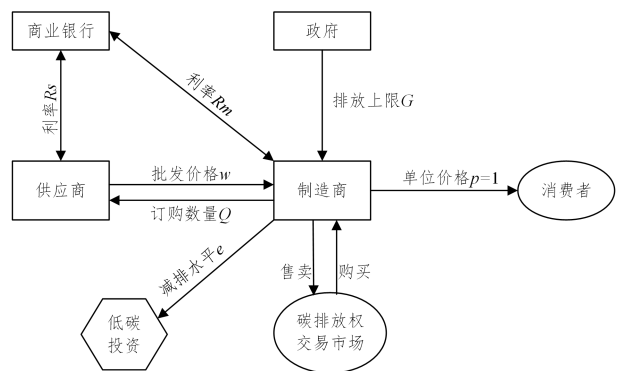 商业银行
政府
利率Rs
利率Rm
排放上限G
供应商
批发价格w
订购数量Q
制造商
单位价格p=1
消费者
减排水平e
售卖
购买
低碳
投资
碳排放权
交易市场